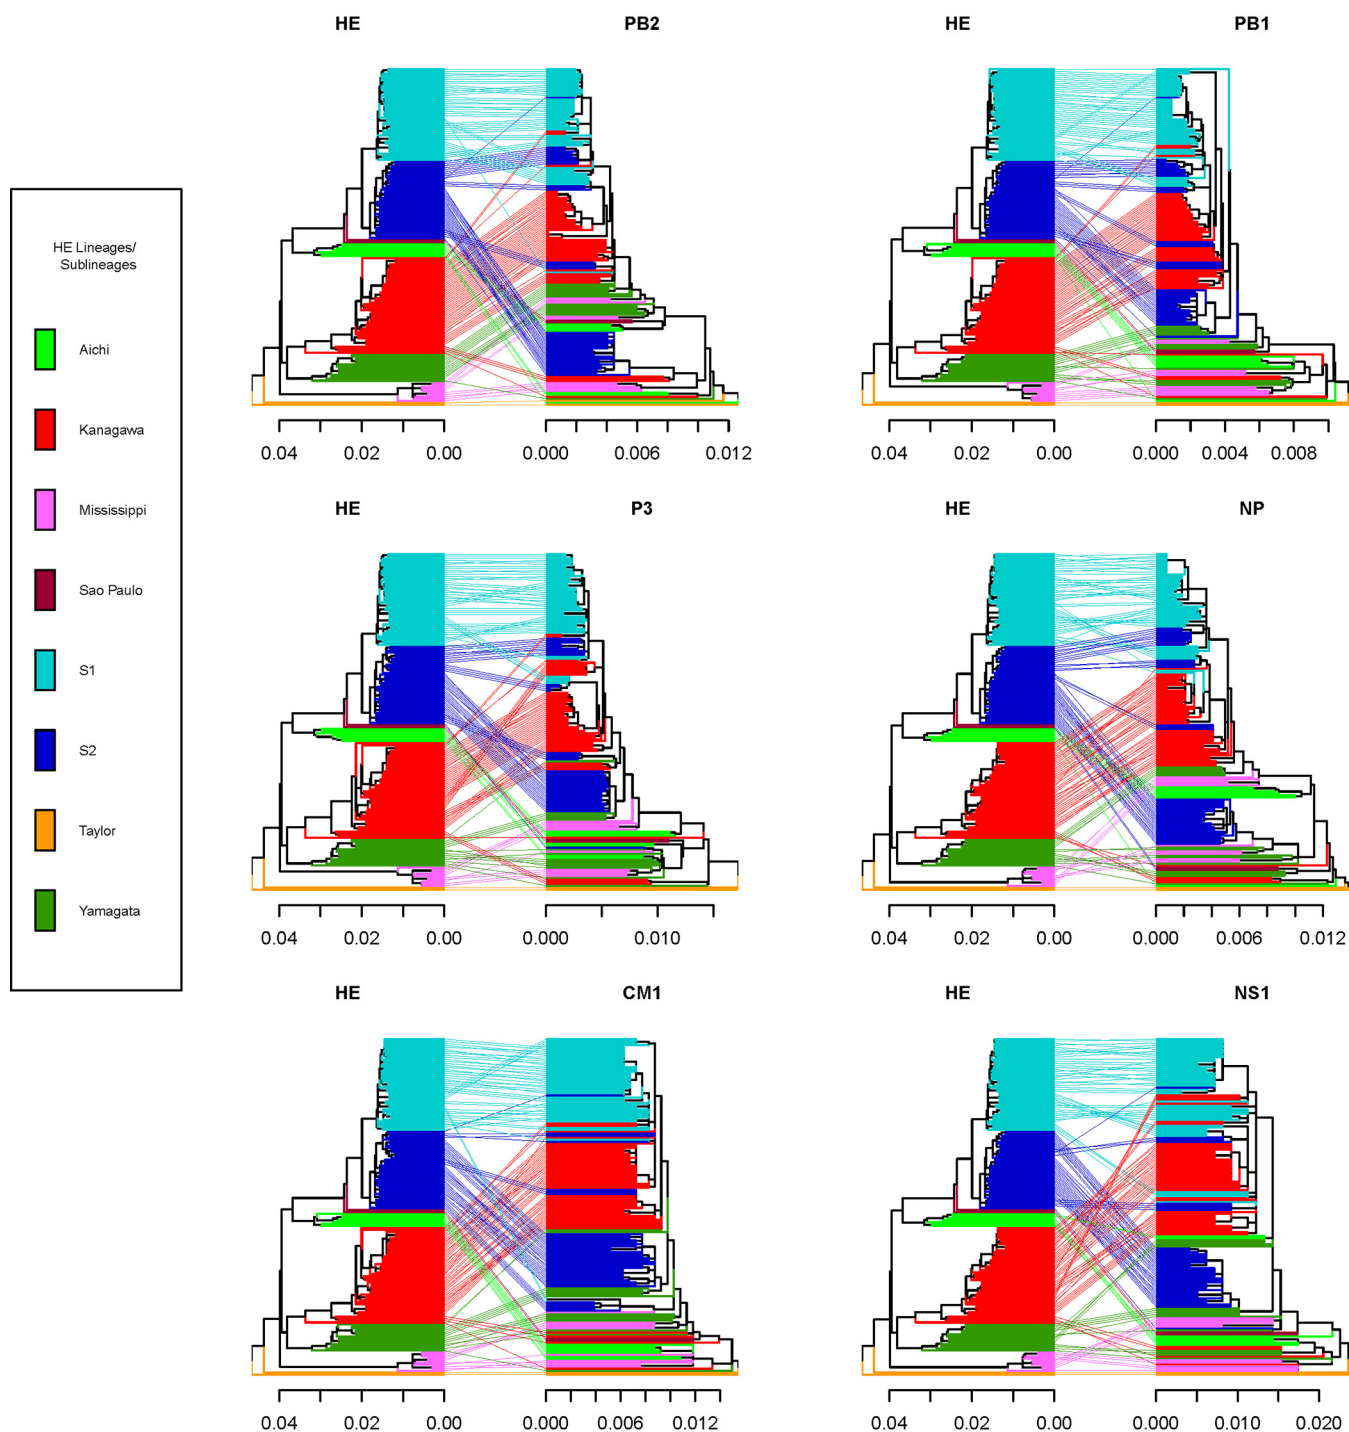 HE PB2 HE PB1
0.04 0.02 0.00 0.000 0.006 0.012 0.04 0.02 0.00 0.000 0.004 0.008
HE Lineages/
Sublineages
Aichi
Kanagawa
Mississippi
Sao Paulo
S1
S2
Taylor
Yamagata
HE P3 HE NP
0.04 0.02 0.00 0.000 0.010 0.04 0.02 0.00 0.000 0.006 0.012
HE CM1 HE NS1
0.04 0.02 0.00 0.000 0.006 0.012 0.04 0.02 0.00 0.000 0.010 0.020